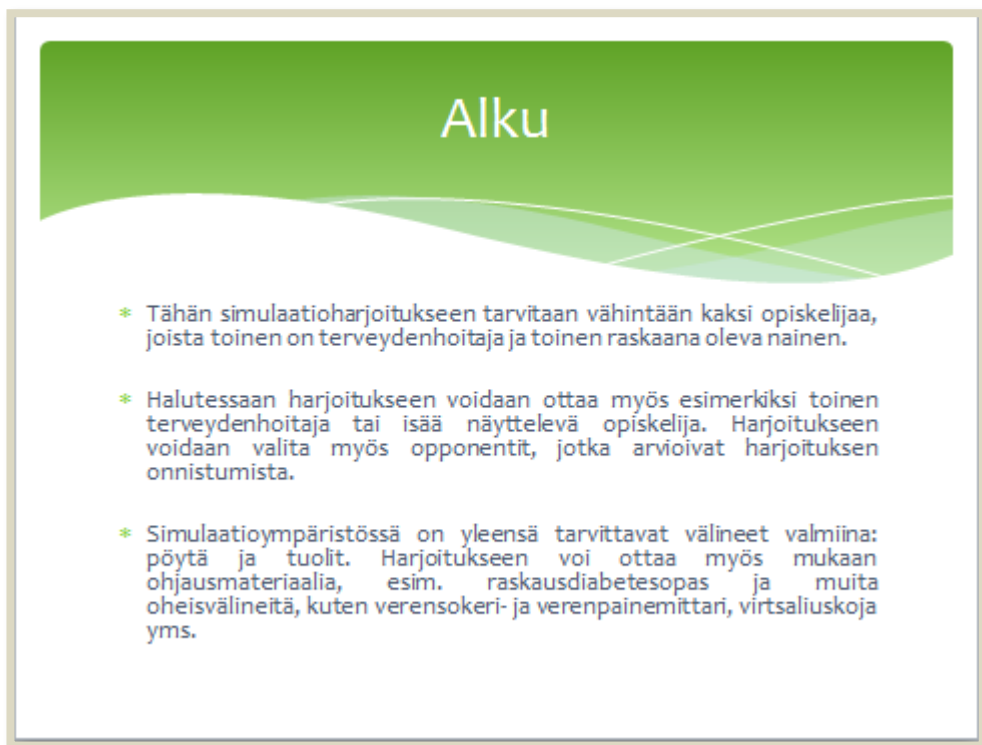 Alku
* Tähän simulaatioharjoitukseen tarvitaan vähintään kaksi opiskelijaa,
joista toinen on terveydenhoitaja ja toinen raskaana oleva nainen.
* Halutessaan harjoitukseen voidaan ottaa myös esimerkiksi toinen
terveydenhoitaja tai isää näyttelevä opiskelija. Harjoitukseen
voidaan valita myös opponentit, jotka arvioivat harjoituksen
onnistumista.
* Simulaatioympäristössä on yleensä tarvittavat välineet valmiina:
pöytä ja tuolit. Harjoitukseen voi ottaa myös mukaan
ohjausmateriaalia, esim. raskausdiabetesopas ja muita
oheisvälineitä, kuten verensokeri- ja verenpainemittari, virtsaliuskoja
yms.